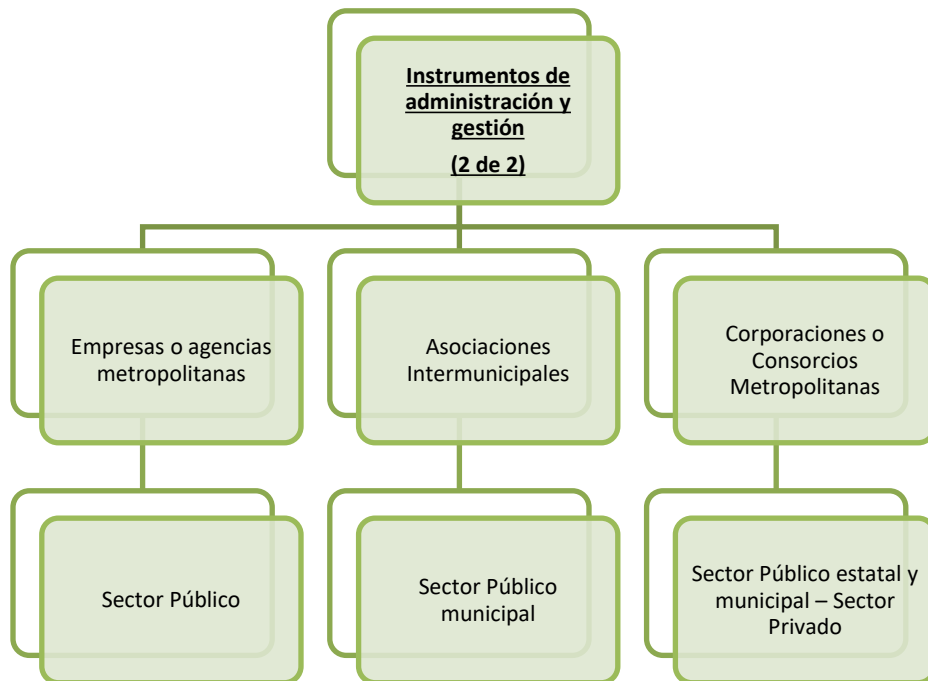 Instrumentos de
administración y
gestión
(2 de 2)
Empresas o agencias
metropolitanas
Asociaciones
Intermunicipales
Corporaciones o
Consorcios
Metropolitanas
Sector Público
Sector Público
municipal
Sector Público estatal y
municipal – Sector
Privado